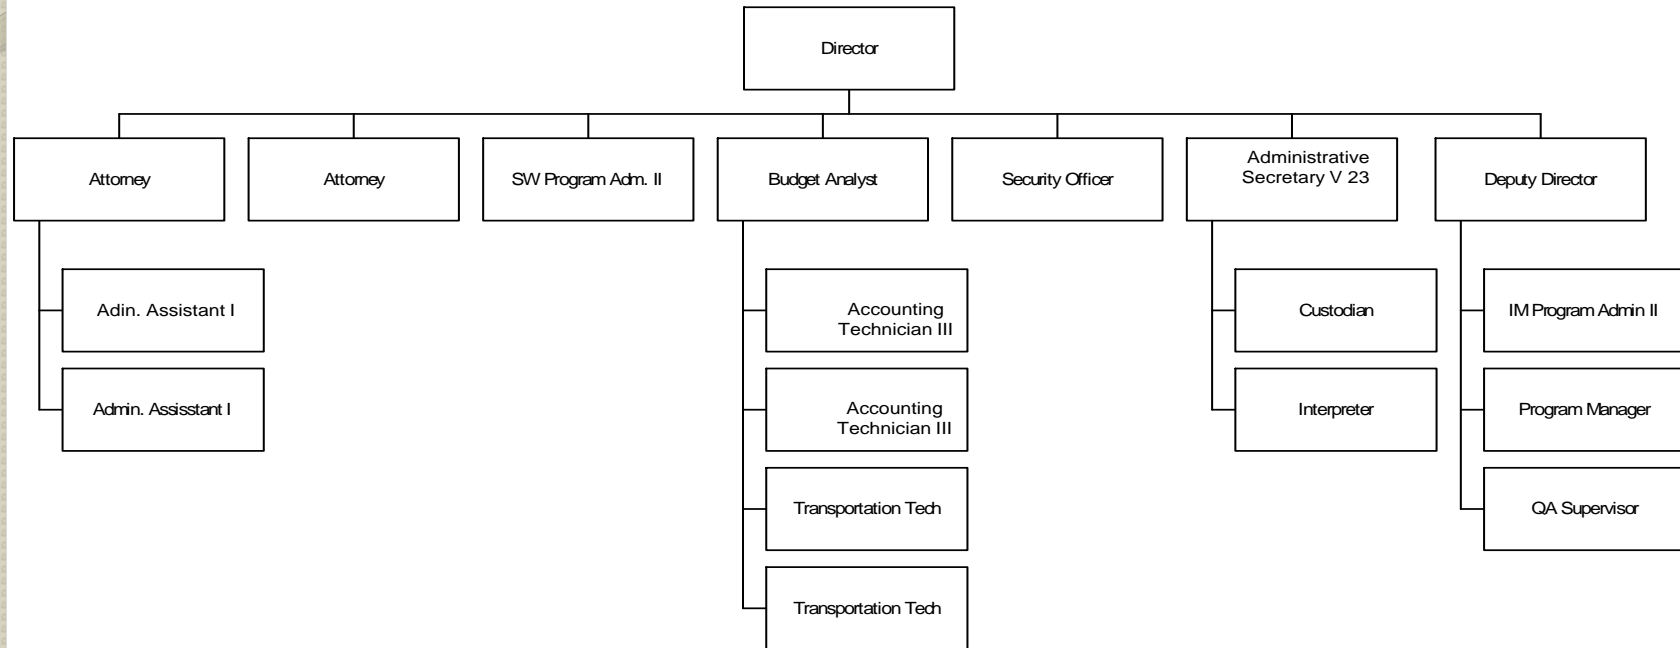 Director
Attorney
Attorney
SW Program Adm. II
Budget Analyst
Security Officer
Administrative
Secretary V 23
Deputy Director
Adin. Assistant I
Admin. Assisstant I
Accounting
Technician III
Accounting
Technician III
Transportation Tech
Transportation Tech
Custodian
Interpreter
IM Program Admin II
Program Manager
QA Supervisor